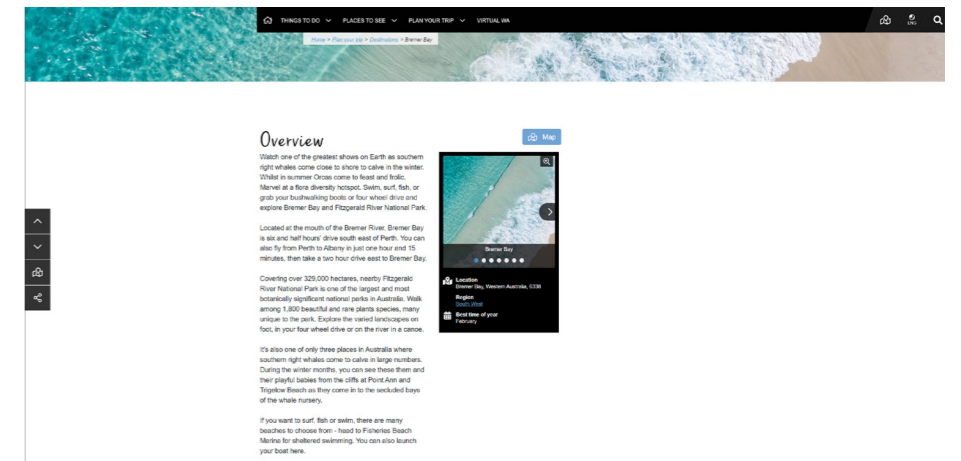 THINGS TO DO PLACES TO SEE PLAN YOUR TRIP VIRTUAL WA ENG
Home > Plan your trip > Destinations > Bremer Bay
Overview
Map
Watch one of the greatest shows on Earth as southern
right whales come close to shore to calve in the winter.
Whilst in summer Orcas come to feast and frolic.
Marvel at a flora diversity hotspot. Swim, surf, fish, or
grab your bushwalking boots or four wheel drive and
explore Bremer Bay and Fitzgerald River National Park.
Located at the mouth of the Bremer River, Bremer Bay
is six and half hours' drive south east of Perth. You can
also fly from Perth to Albany in just one hour and 15
minutes, then take a two hour drive east to Bremer Bay.
Covering over 329,000 hectares, nearby Fitzgerald
River National Park is one of the largest and most
botanically significant national parks in Australia. Walk
among 1,800 beautiful and rare plants species, many
unique to the park. Explore the varied landscapes on
foot, in your four wheel drive or on the river in a canoe.
It's also one of only three places in Australia where
southern right whales come to calve in large numbers.
During the winter months, you can see these them and
their playful babies from the cliffs at Point Ann and
Trigelow Beach as they come in to the secluded bays
of the whale nursery.
If you want to surf, fish or swim, there are many
beaches to choose from - head to Fisheries Beach
Marina for sheltered swimming. You can also launch
your boat here.
Bremer Bay
Location
Bremer Bay, Western Australia, 6338
Region
South West
Best time of year
February